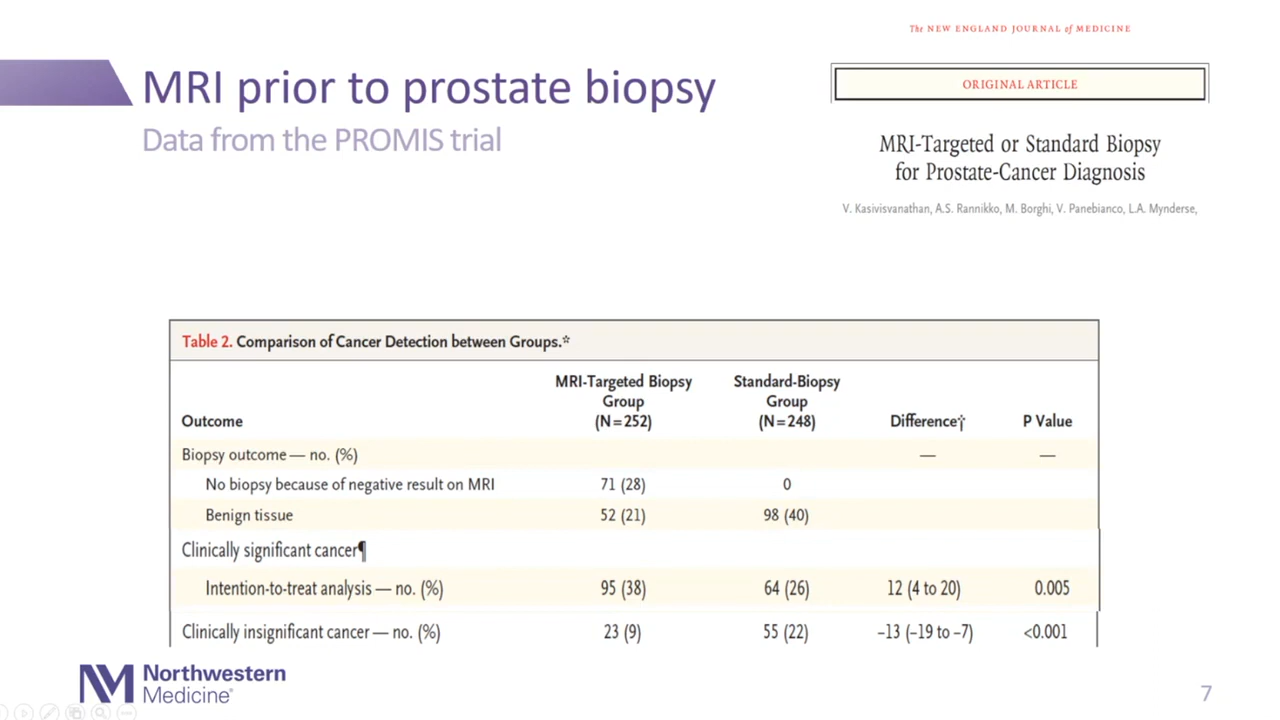 The NEW ENGLAND JOURNAL of MEDICINE
MRI prior to prostate biopsy
Data from the PROMIS trial
ORIGINAL ARTICLE
MRI-Targeted or Standard Biopsy
for Prostate-Cancer Diagnosis
V. Kasivisvanathan, A.S. Rannikko, M. Borghi, V. Panebianco, L.A. Mynderse,
Table 2. Comparison of Cancer Detection between Groups.*
Outcome
MRI-Targeted Biopsy
Group
(N=252)
Standard-Biopsy
Group
(N=248)
Difference†
P Value
Biopsy outcome — no. (%) — —
No biopsy because of negative result on MRI 71 (28) 0
Benign tissue 52 (21) 98 (40)
Clinically significant cancer¶
Intention-to-treat analysis — no. (%) 95 (38) 64 (26) 12 (4 to 20) 0.005
Clinically insignificant cancer — no. (%) 23 (9) 55 (22) –13 (–19 to –7) <0.001
Northwestern
Medicine®
7